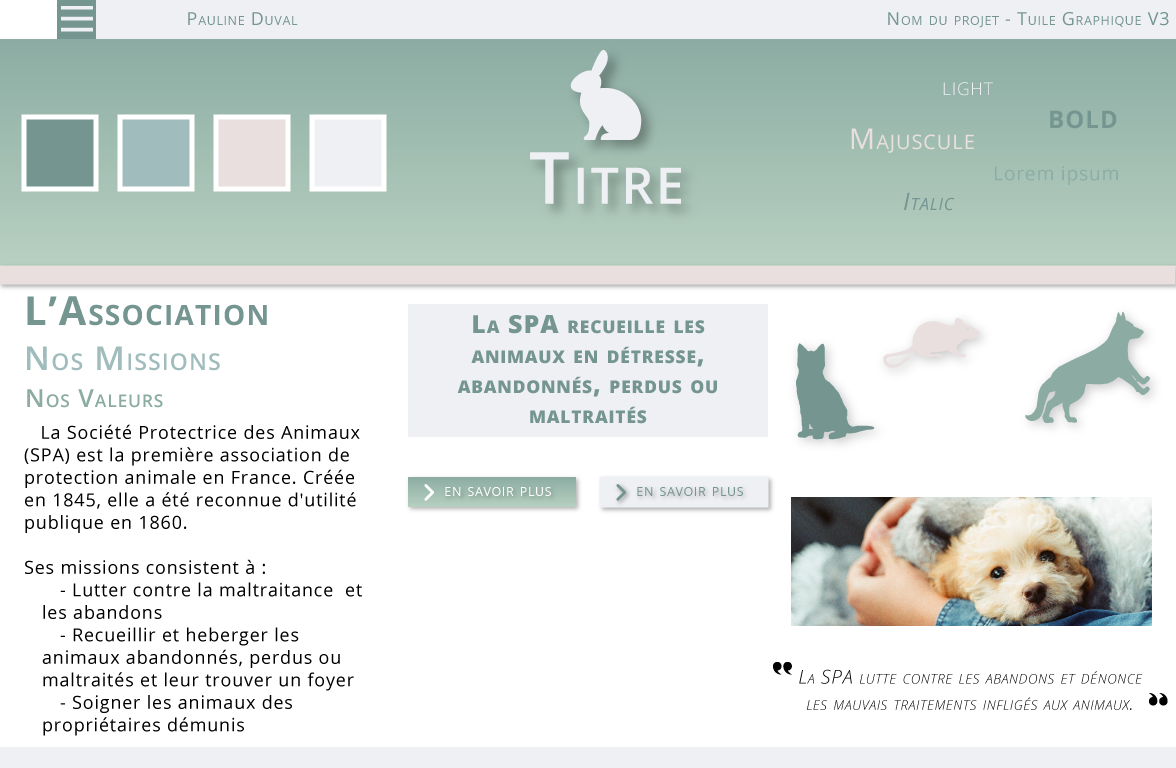 Pauline Duval
Nom du projet - Tuile Graphique V3
LIGHT
BOLD
Majuscule
Lorem ipsum
Italic
Titre
L’Association
Nos Missions
Nos Valeurs
La Société Protectrice des Animaux
(SPA) est la première association de
protection animale en France. Créée
en 1845, elle a été reconnue d'utilité
publique en 1860.
Ses missions consistent à :
- Lutter contre la maltraitance et
les abandons
- Recueillir et heberger les
animaux abandonnés, perdus ou
maltraités et leur trouver un foyer
- Soigner les animaux des
propriétaires démunis
La SPA recueille les
animaux en détresse,
abandonnés, perdus ou
maltraités
en savoir plus
en savoir plus
❞ La SPA lutte contre les abandons et dénonce
les mauvais traitements infligés aux animaux. ❝